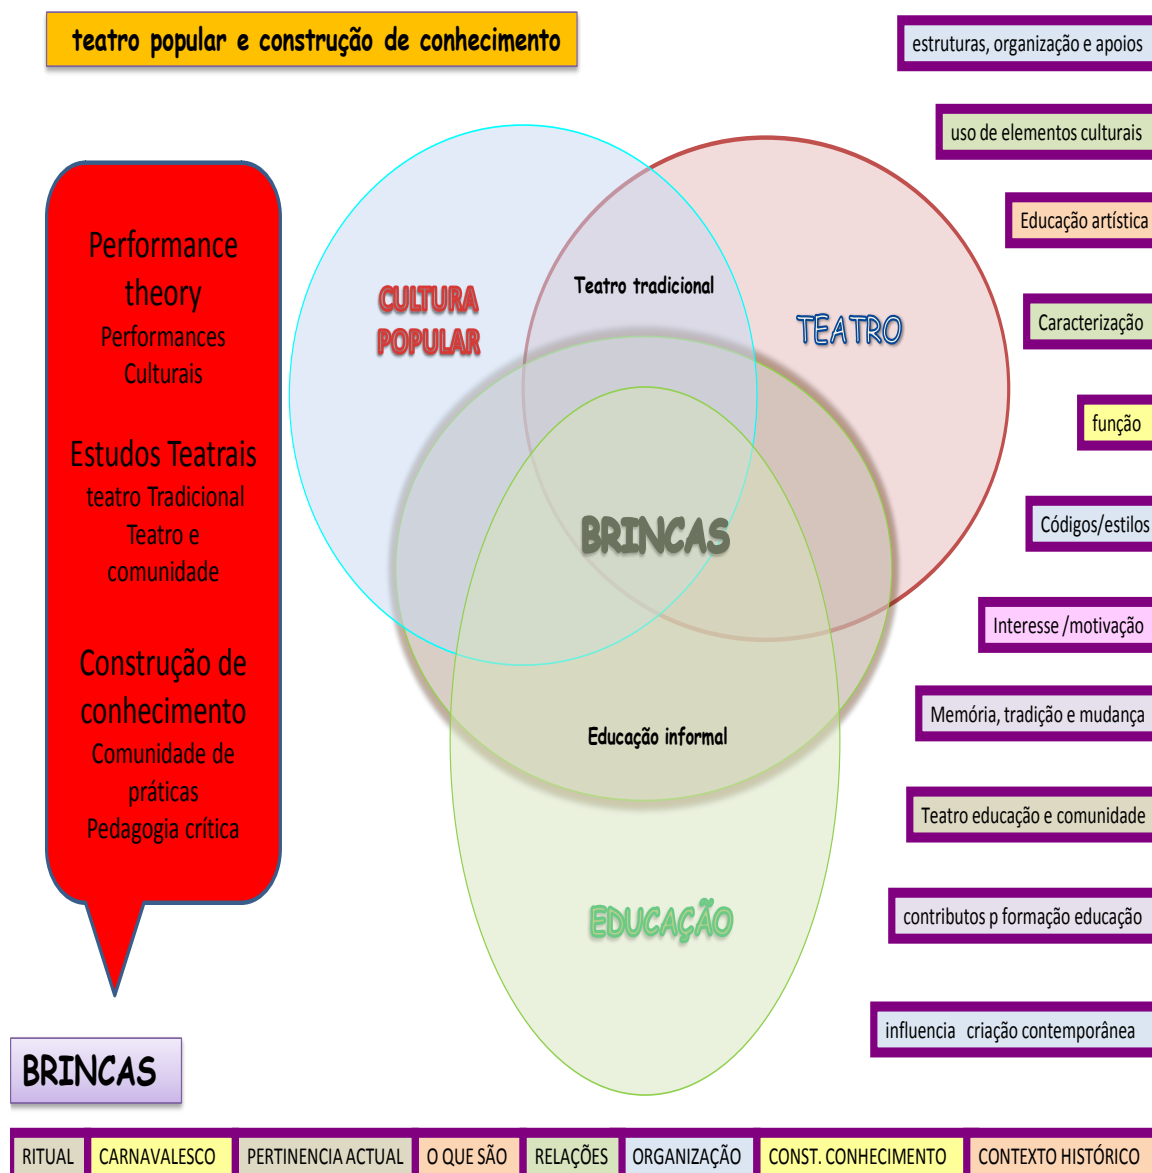 teatro popular e construção de conhecimento
estruturas, organização e apoios
uso de elementos culturais
Educação artística
Caracterização
função
Códigos/estilos
Interesse /motivação
Memória, tradição e mudança
Teatro educação e comunidade
contributos p formação educação
influencia criação contemporânea
Performance
theory
Performances
Culturais
Estudos Teatrais
teatro Tradicional
Teatro e
comunidade
Construção de
conhecimento
Comunidade de
práticas
Pedagogia crítica
CULTURA
POPULAR
Teatro tradicional
TEATRO
BRINCAS
Educação informal
EDUCAÇÃO
BRINCAS
RITUAL
CARNAVALESCO
PERTINENCIA ACTUAL
O QUE SÃO
RELAÇÕES
ORGANIZAÇÃO
CONST. CONHECIMENTO
CONTEXTO HISTÓRICO